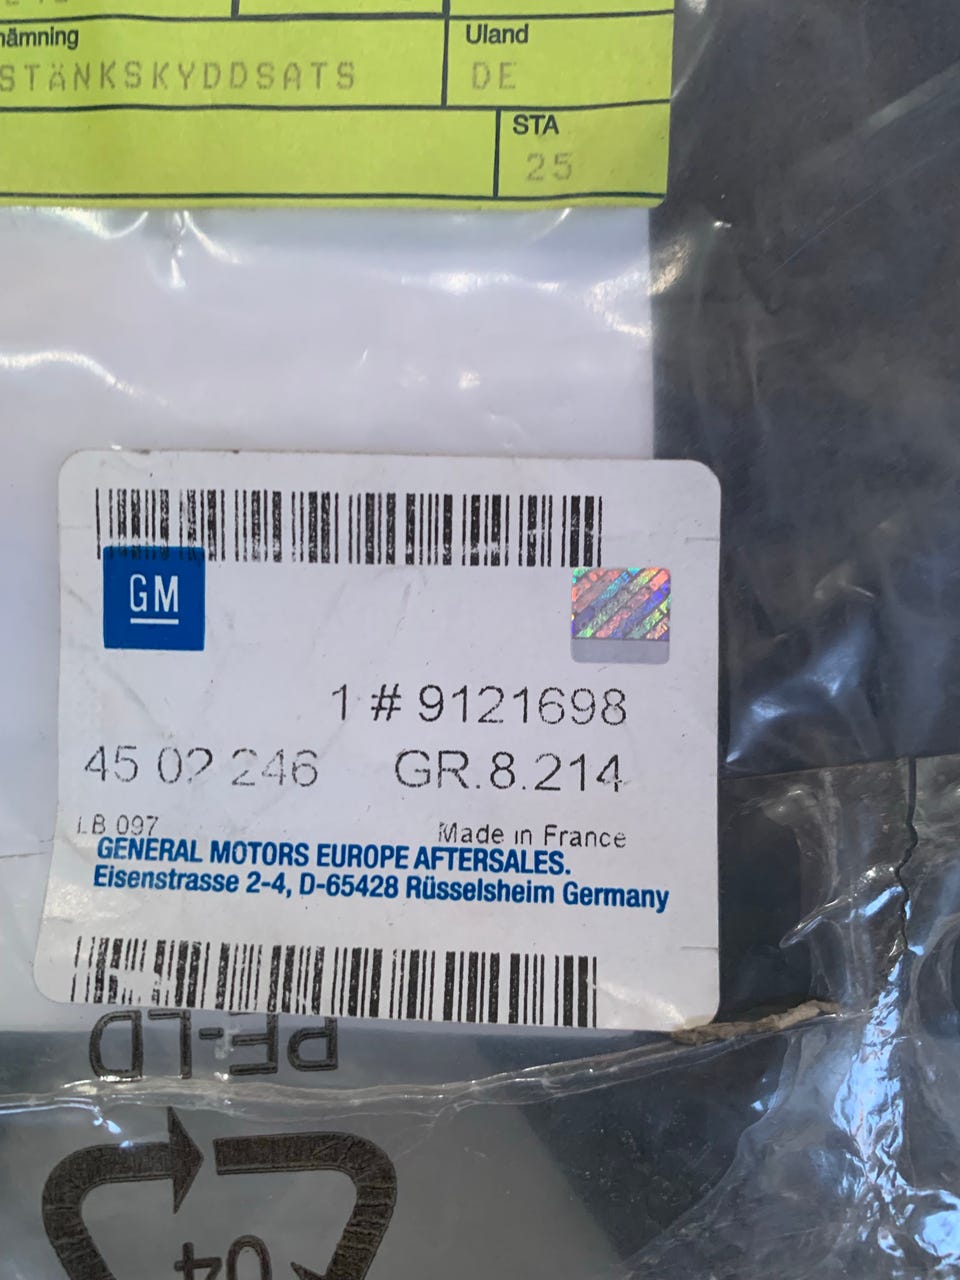 nämning
Uland
STÄNKSKYDDSATS
DE
STA
25
GM
1 # 9121698
45 02 246 GR.8.214
LB 097
Made in France
GENERAL MOTORS EUROPE AFTERSALES.
Eisenstrasse 2-4, D-65428 Rüsselsheim Germany
PE-LD
04